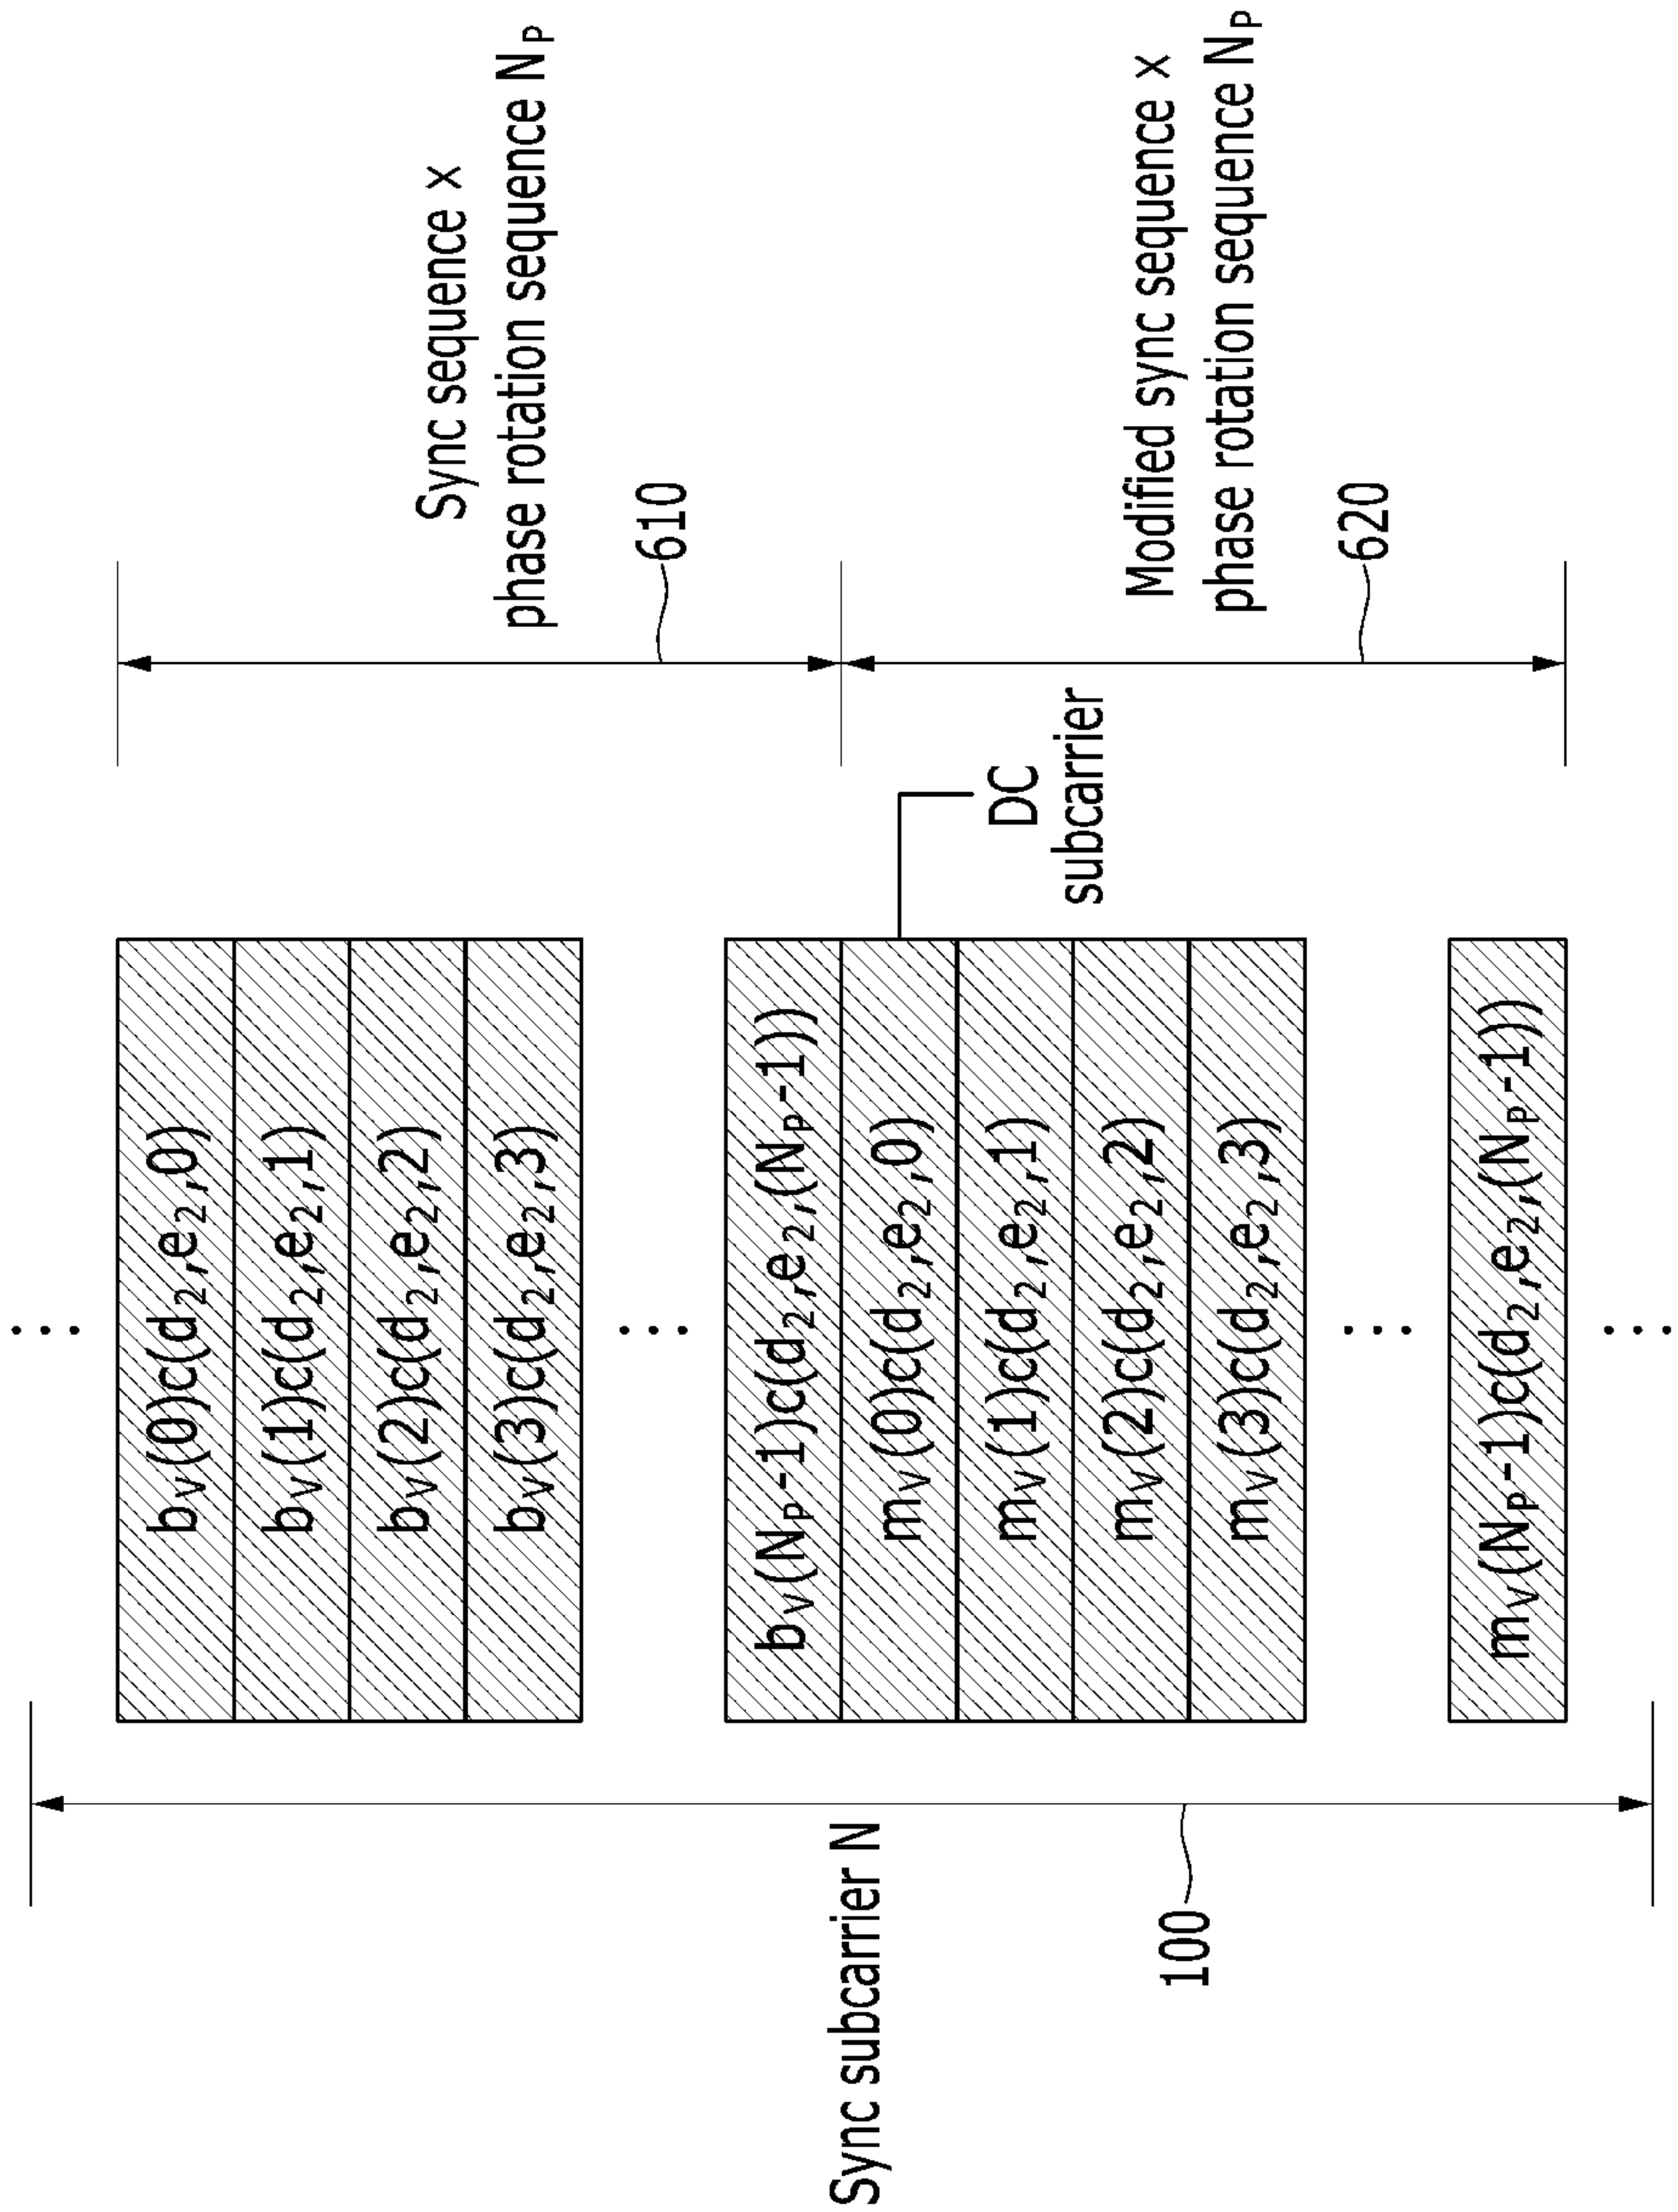 Sync subcarrier N
100
b_V(0)c(d_2,e_2,0)
b_V(1)c(d_2,e_2,1)
b_V(2)c(d_2,e_2,2)
b_V(3)c(d_2,e_2,3)
b_V(N_P-1)c(d_2,e_2,(N_P-1))
m_V(0)c(d_2,e_2,0)
m_V(1)c(d_2,e_2,1)
m_V(2)c(d_2,e_2,2)
m_V(3)c(d_2,e_2,3)
m_V(N_P-1)c(d_2,e_2,(N_P-1))
DC
subcarrier
610
Sync sequence ×
phase rotation sequence N_P
620
Modified sync sequence ×
phase rotation sequence N_P